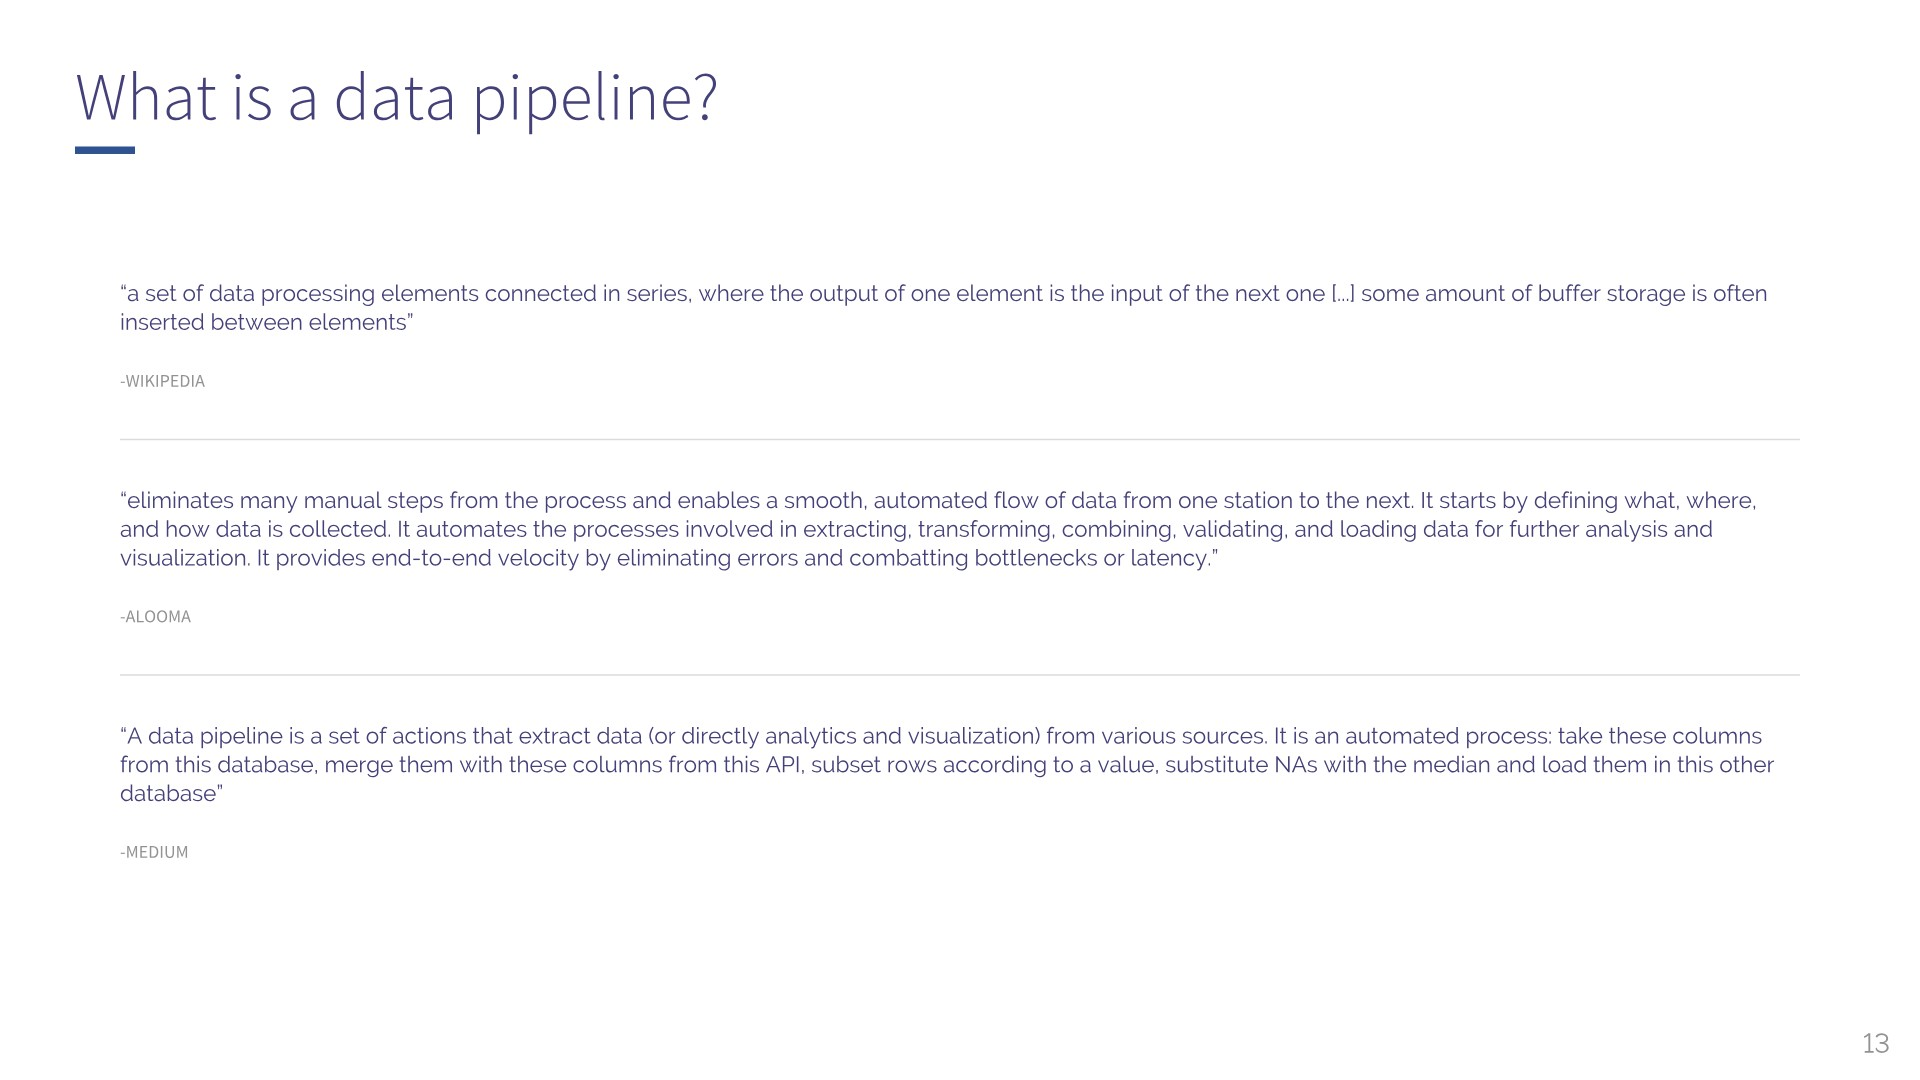 What is a data pipeline?
“a set of data processing elements connected in series, where the output of one element is the input of the next one [...] some amount of buffer storage is often
inserted between elements”
-WIKIPEDIA
“eliminates many manual steps from the process and enables a smooth, automated flow of data from one station to the next. It starts by defining what, where,
and how data is collected. It automates the processes involved in extracting, transforming, combining, validating, and loading data for further analysis and
visualization. It provides end-to-end velocity by eliminating errors and combatting bottlenecks or latency.”
-ALOOMA
“A data pipeline is a set of actions that extract data (or directly analytics and visualization) from various sources. It is an automated process: take these columns
from this database, merge them with these columns from this API, subset rows according to a value, substitute NAs with the median and load them in this other
database”
-MEDIUM
13